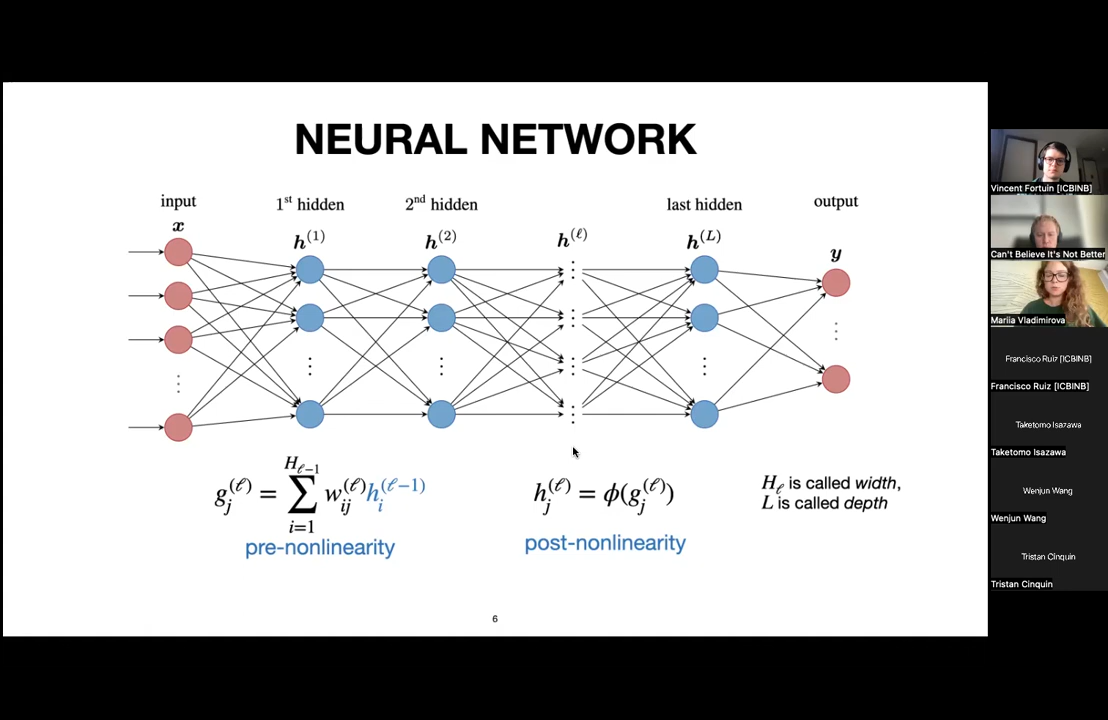 NEURAL NETWORK
input
1st hidden
2nd hidden
last hidden
output
x
h^(1)
h^(2)
h^(ℓ)
h^(L)
y
g_j^(ℓ) = ∑_{i=1}^{H_{ℓ−1}} w_{ij}^(ℓ) h_i^(ℓ−1)
pre-nonlinearity
h_j^(ℓ) = ϕ(g_j^(ℓ))
post-nonlinearity
H_ℓ is called width,
L is called depth
6
Vincent Fortuin [ICBINB]
Can't Believe It's Not Better
Mariia Vladimirova
Francisco Ruiz [ICBINB]
Francisco Ruiz [ICBINB]
Taketomo Isazawa
Taketomo Isazawa
Wenjun Wang
Wenjun Wang
Tristan Cinquin
Tristan Cinquin